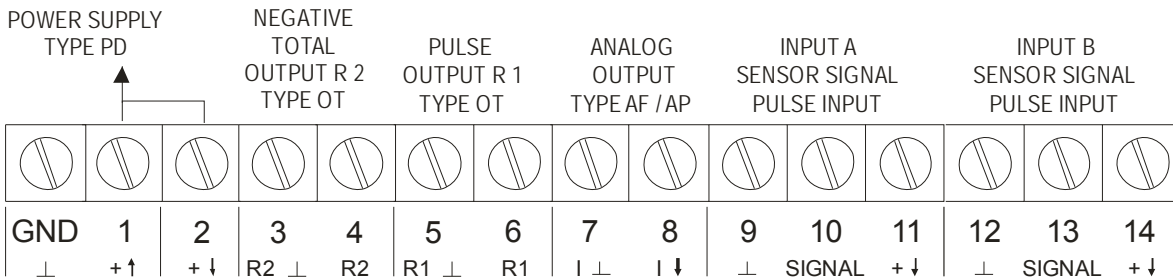 POWER SUPPLY
TYPE PD
NEGATIVE
TOTAL
OUTPUT R 2
TYPE OT
PULSE
OUTPUT R 1
TYPE OT
ANALOG
OUTPUT
TYPE AF / AP
INPUT A
SENSOR SIGNAL
PULSE INPUT
INPUT B
SENSOR SIGNAL
PULSE INPUT
GND 1 2 3 4 5 6 7 8 9 10 11 12 13 14
⊥ +↑ +↓ R2 ⊥ R2 R1 ⊥ R1 I ⊥ I ↓ ⊥ SIGNAL +↓ ⊥ SIGNAL +↓